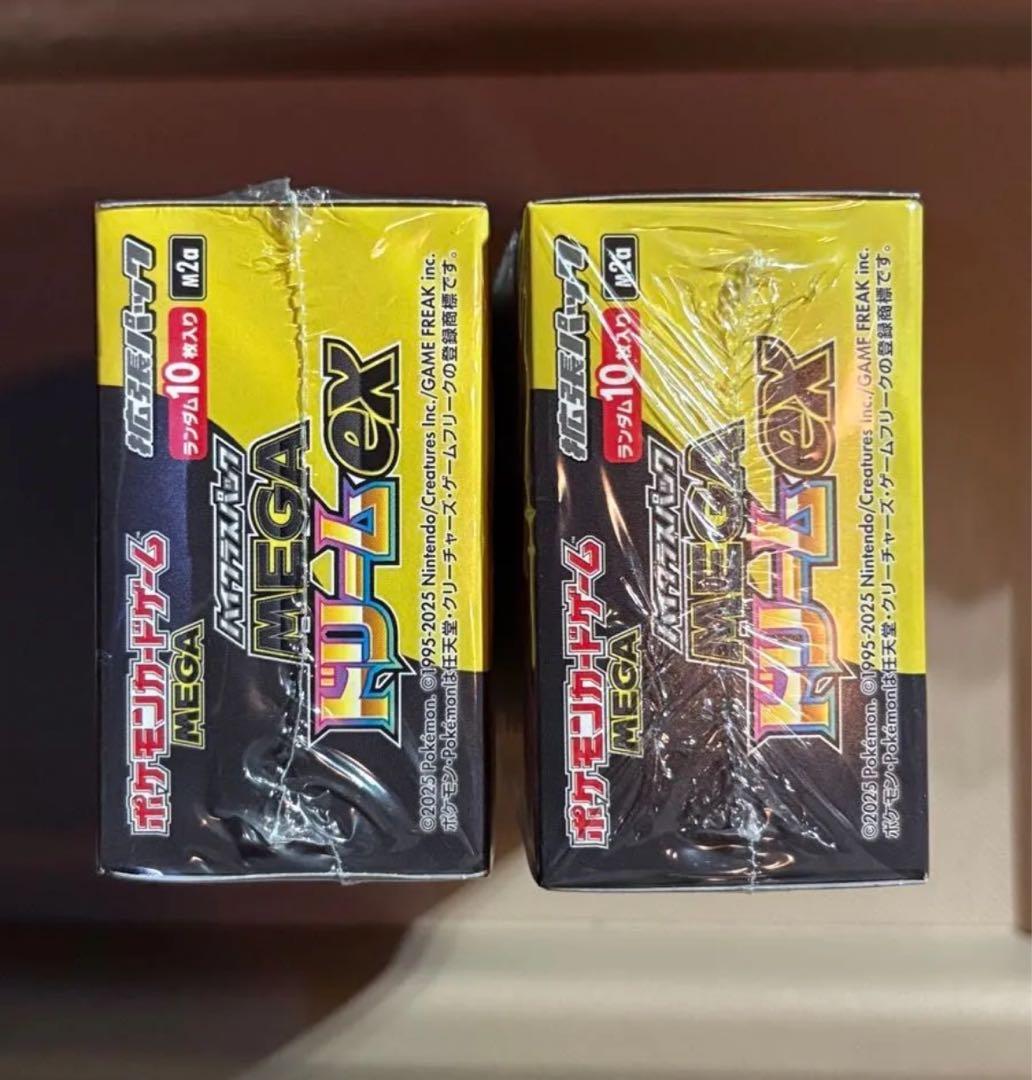 ポケモンカードゲーム
MEGA
拡張パック
ランダム10枚入り
M2a
ハイクラスパック
MEGA
ドリームex
©2025 Pokémon. ©1995-2025 Nintendo/Creatures Inc./GAME FREAK inc.
ポケモン・Pokémonは任天堂・クリーチャーズ・ゲームフリークの登録商標です。
ポケモンカードゲーム
MEGA
拡張パック
ランダム10枚入り
M2a
ハイクラスパック
MEGA
ドリームex
©2025 Pokémon. ©1995-2025 Nintendo/Creatures Inc./GAME FREAK inc.
ポケモン・Pokémonは任天堂・クリーチャーズ・ゲームフリークの登録商標です。